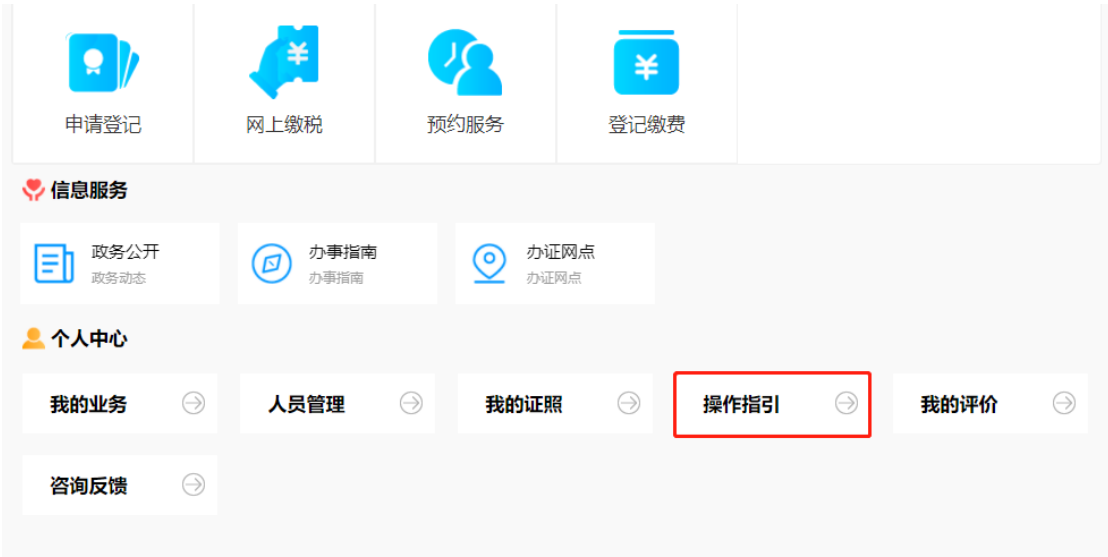 申请登记 网上缴税 预约服务 登记缴费
信息服务
政务公开 办事指南 办证网点
政务动态 办事指南 办证网点
个人中心
我的业务 人员管理 我的证照 操作指引 我的评价
咨询反馈